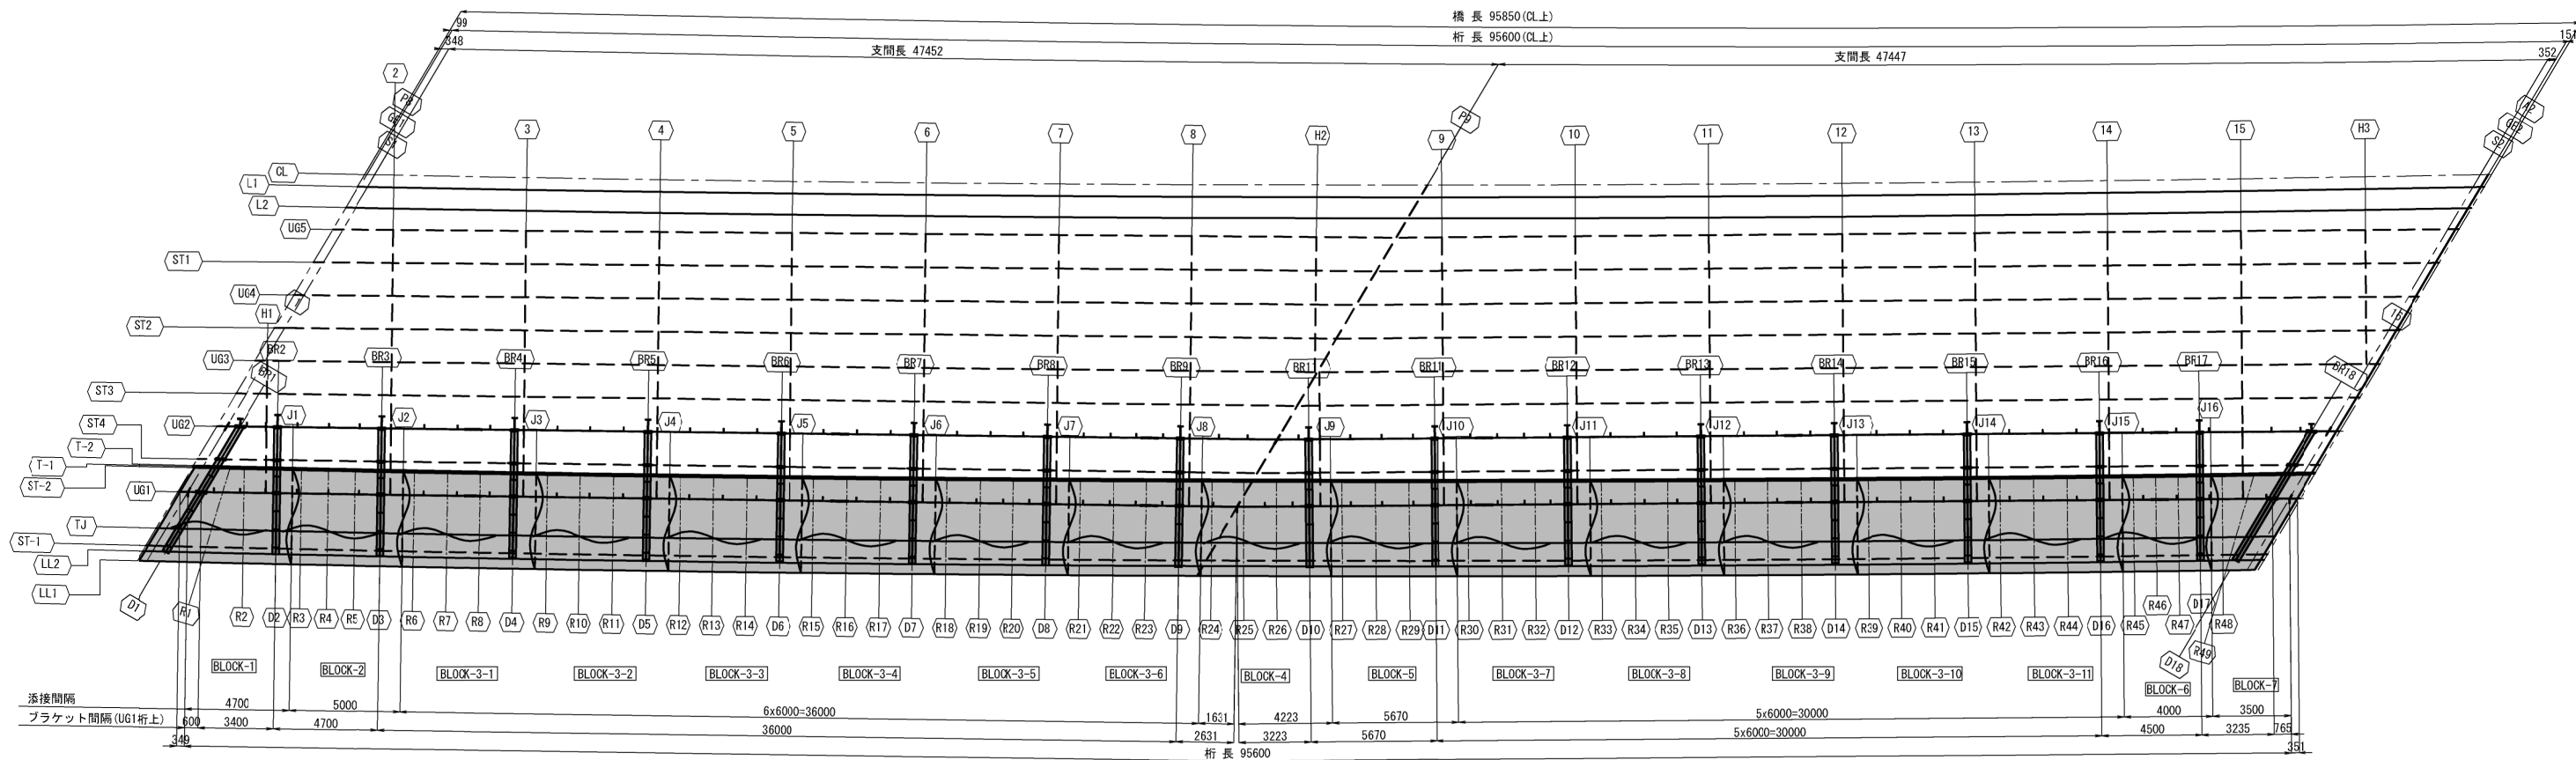 橋 長 95850(CL上)
99
桁 長 95600(CL上)
151
348
支間長 47452
支間長 47447
352
2
P8
GE1
S1
3
4
5
6
7
8
H2
9
P9
10
11
12
13
14
15
H3
A2
GE2
S2
CL
L1
L2
UG5
ST1
UG4
1
H1
ST2
16
UG3
BR2
BR1
BR3
BR4
BR5
BR6
BR7
BR8
BR9
BR11
BR11
BR12
BR13
BR14
BR15
BR16
BR17
BR18
ST3
ST4
UG2
J1
J2
J3
J4
J5
J6
J7
J8
J9
J10
J11
J12
J13
J14
J15
J16
T-2
T-1
ST-2
UG1
TJ
ST-1
LL2
LL1
D1
R1
R2
D2
R3
R4
R5
D3
R6
R7
R8
D4
R9
R10
R11
D5
R12
R13
R14
D6
R15
R16
R17
D7
R18
R19
R20
D8
R21
R22
R23
D9
R24
R25
R26
D10
R27
R28
R29
D11
R30
R31
R32
D12
R33
R34
R35
D13
R36
R37
R38
D14
R39
R40
R41
D15
R42
R43
R44
D16
R45
R46
R47
D17
R48
R49
D18
BLOCK-1
BLOCK-2
BLOCK-3-1
BLOCK-3-2
BLOCK-3-3
BLOCK-3-4
BLOCK-3-5
BLOCK-3-6
BLOCK-4
BLOCK-5
BLOCK-3-7
BLOCK-3-8
BLOCK-3-9
BLOCK-3-10
BLOCK-3-11
BLOCK-6
BLOCK-7
添接間隔
4700
5000
6x6000=36000
1631
4223
5670
5x6000=30000
4000
3500
ブラケット間隔(UG1桁上)
600
3400
4700
36000
2631
3223
5670
5x6000=30000
4500
3235
765
349
桁 長 95600
351